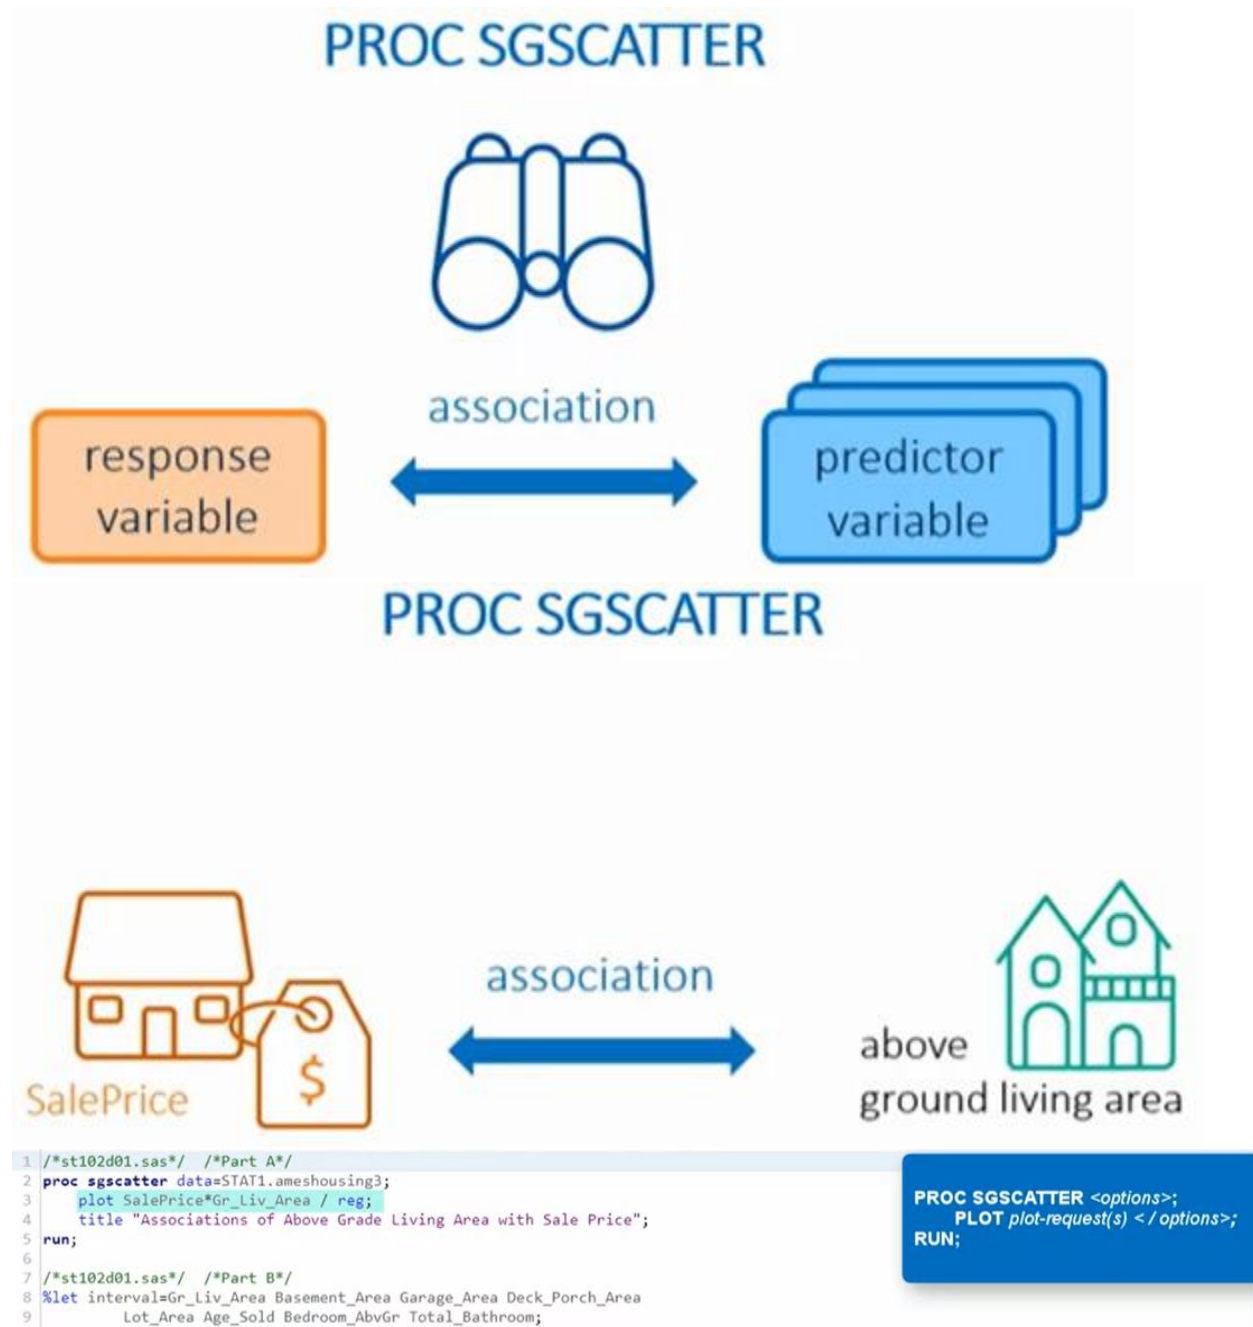 PROC SGSCATTER
association
response
variable
predictor
variable
PROC SGSCATTER
association
$
SalePrice
above
ground living area
1 /*st102d01.sas*/ /*Part A*/
2 proc sgscatter data=STAT1.ameshousing3;
3 plot SalePrice*Gr_Liv_Area / reg;
4 title "Associations of Above Grade Living Area with Sale Price";
5 run;
6
7 /*st102d01.sas*/ /*Part B*/
8 %let interval=Gr_Liv_Area Basement_Area Garage_Area Deck_Porch_Area
9 Lot_Area Age_Sold Bedroom_AbvGr Total_Bathroom;
PROC SGSCATTER <options>;
PLOT plot-request(s) </ options>;
RUN;